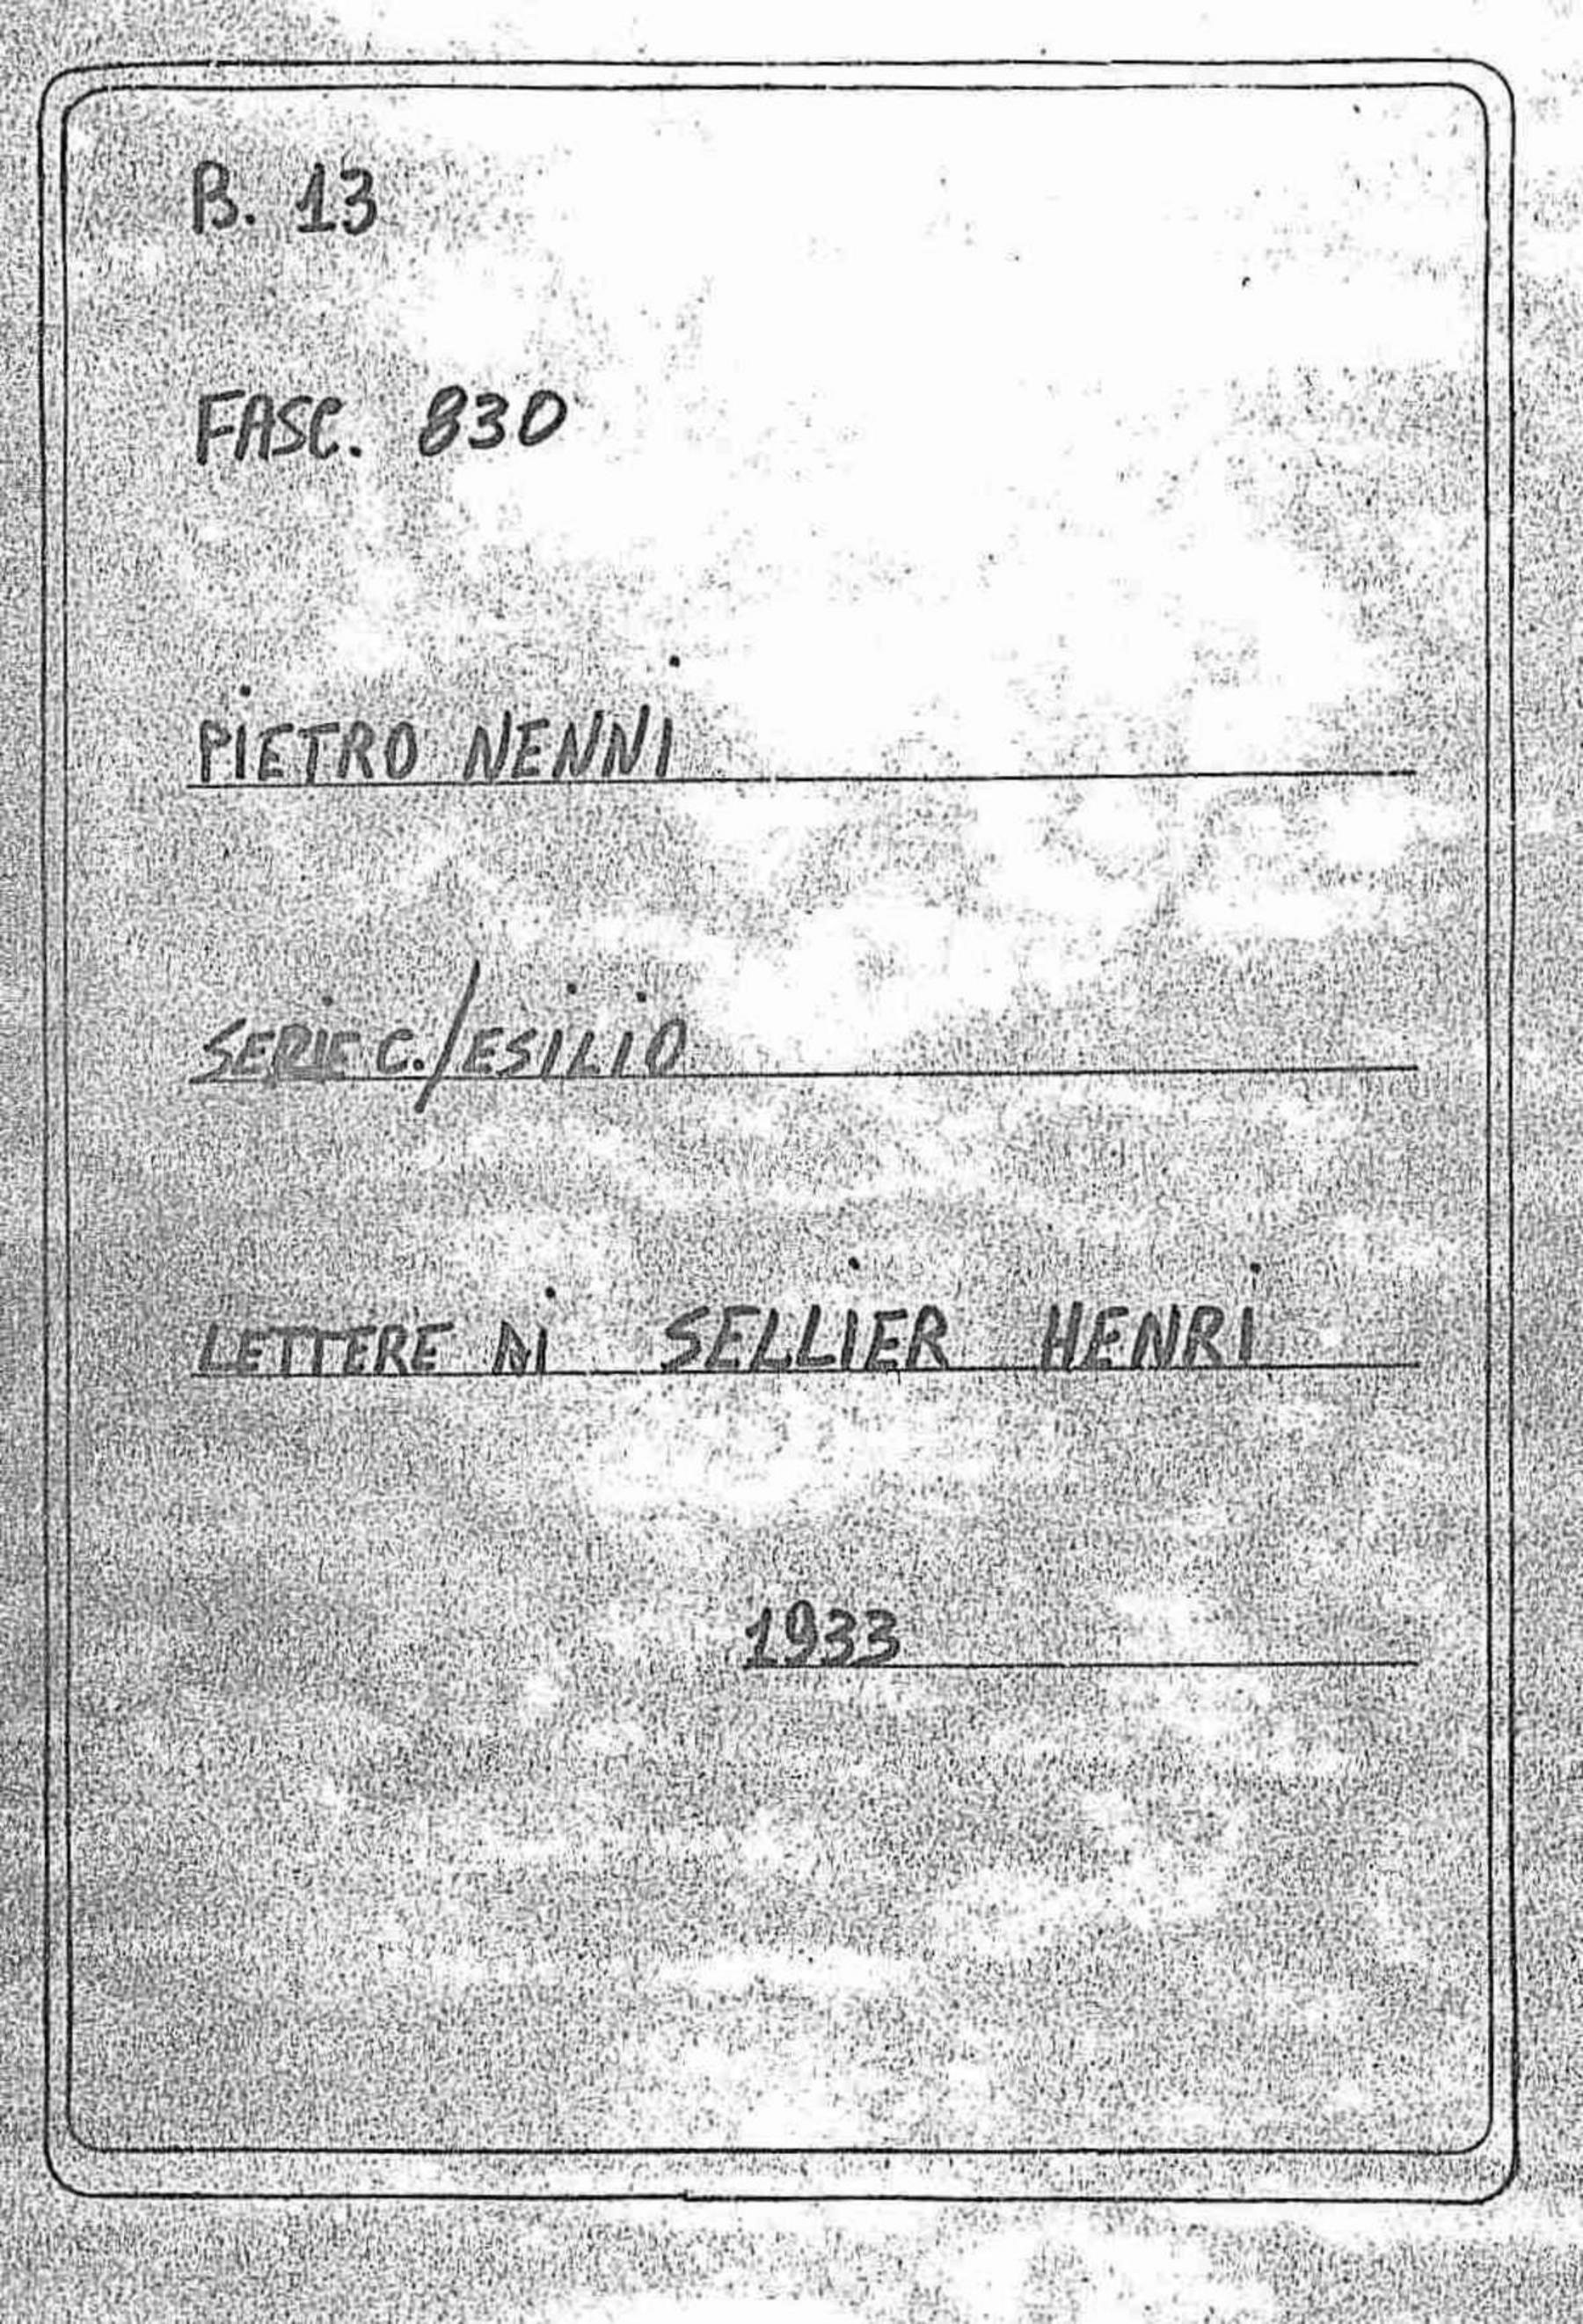 B. 13
FASC. 830
PIETRO NENNI
SERIE C./ESILIO
LETTERE DI SELLIER HENRI
1933